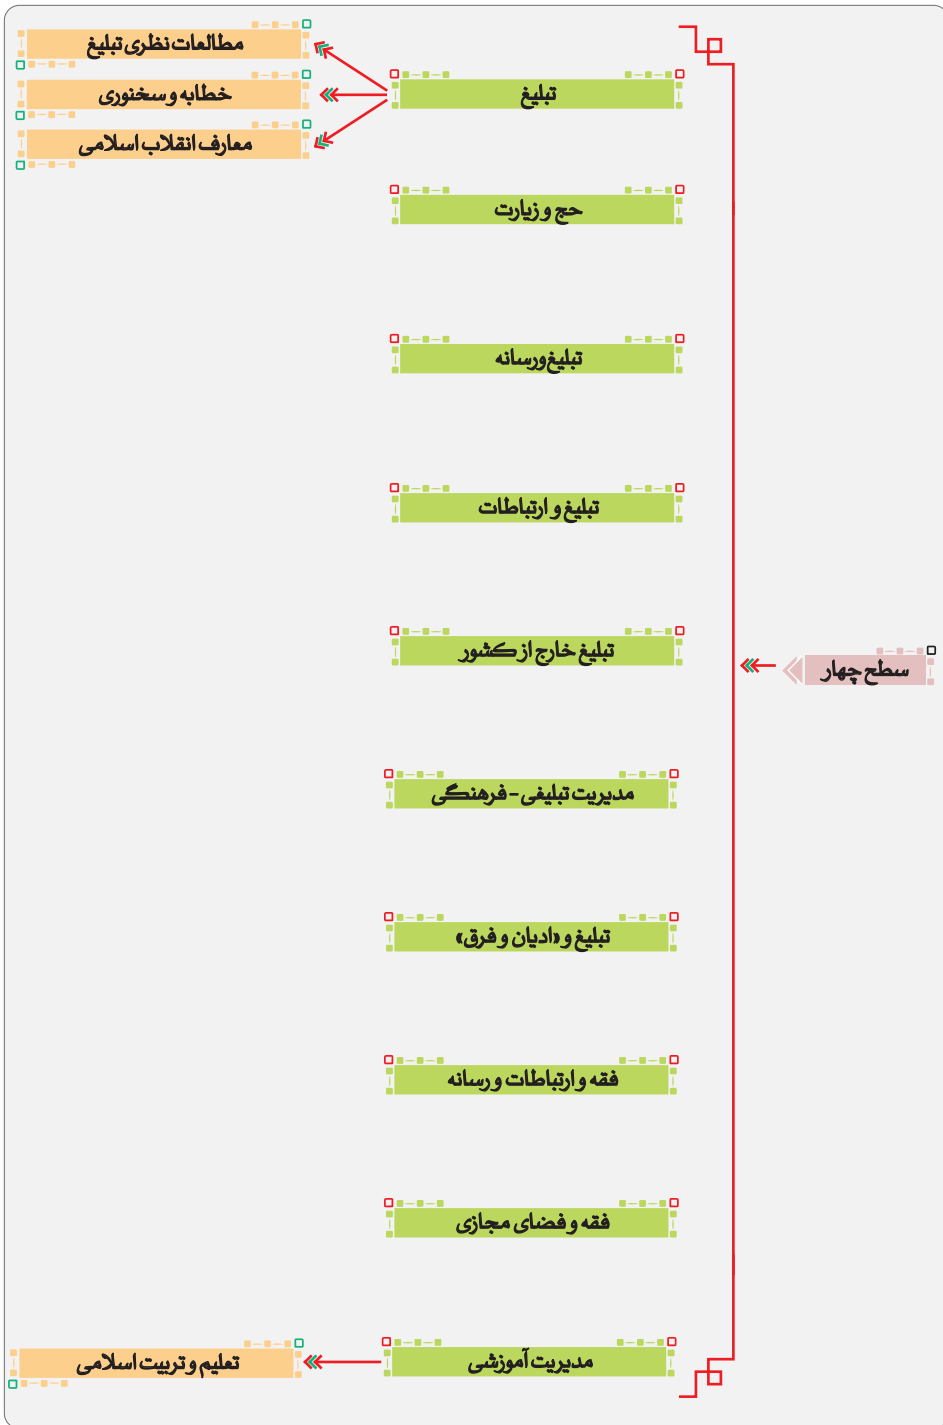 سطح چهار
تبلیغ
مطالعات نظری تبلیغ
خطابه و سخنوری
معارف انقلاب اسلامی
حج و زیارت
تبلیغ ورسانه
تبلیغ و ارتباطات
تبلیغ خارج از کشور
مدیریت تبلیغی - فرهنگی
تبلیغ و «ادیان و فرق»
فقه و ارتباطات و رسانه
فقه و فضای مجازی
مدیریت آموزشی
تعلیم و تربیت اسلامی